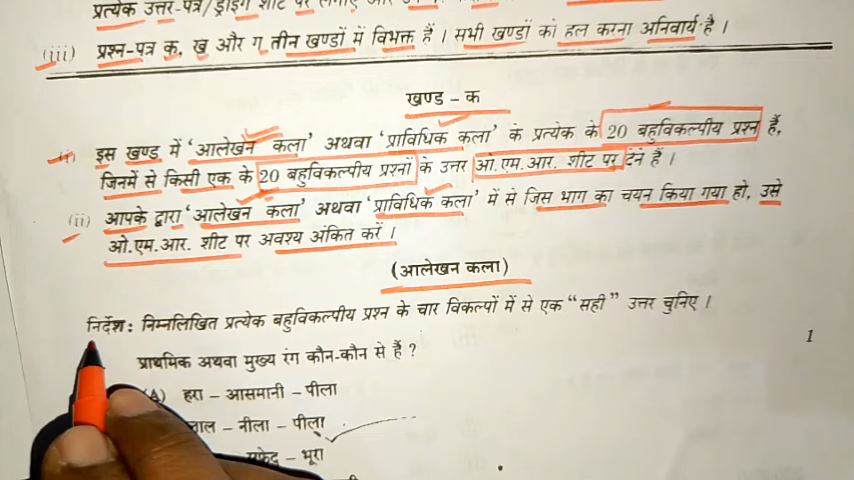 प्रत्येक उत्तर-पत्र/ड्राइंग शीट पर
(iii) प्रश्न-पत्र क, ख और ग तीन खण्डों में विभक्त हैं । सभी खण्डों को हल करना अनिवार्य है ।
खण्ड – क
(i) इस खण्ड में ‘आलेखन कला’ अथवा ‘प्राविधिक कला’ के प्रत्येक के 20 बहुविकल्पीय प्रश्न हैं,
जिनमें से किसी एक के 20 बहुविकल्पीय प्रश्नों के उत्तर ओ.एम.आर. शीट पर देने हैं ।
(ii) आपके द्वारा ‘आलेखन कला’ अथवा ‘प्राविधिक कला’ में से जिस भाग का चयन किया गया हो, उसे
ओ.एम.आर. शीट पर अवश्य अंकित करें ।
(आलेखन कला)
निर्देश: निम्नलिखित प्रत्येक बहुविकल्पीय प्रश्न के चार विकल्पों में से एक “सही” उत्तर चुनिए ।
प्राथमिक अथवा मुख्य रंग कौन-कौन से हैं ? 1
(A) हरा – आसमानी – पीला
लाल – नीला – पीला
सफेद – भूरा